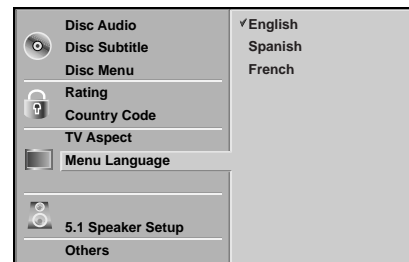 Disc Audio
Disc Subtitle
Disc Menu
Rating
Country Code
TV Aspect
Menu Language
5.1 Speaker Setup
Others
✓English
Spanish
French